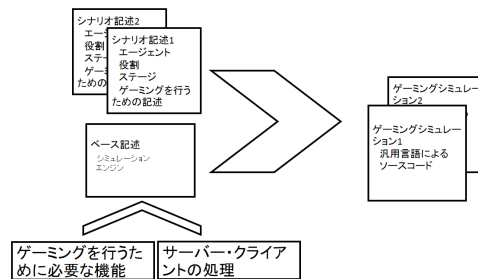 シナリオ記述2
エー
役割
ステー
ゲーミ
ための
シナリオ記述1
エージェント
役割
ステージ
ゲーミングを行う
ための記述
ベース記述
シミュレーション
エンジン
ゲーミングを行うた
めに必要な機能
サーバー・クライア
ントの処理
ゲーミングシミュレー
ション2
ゲーミングシミュレー
ション1
汎用言語による
ソースコード